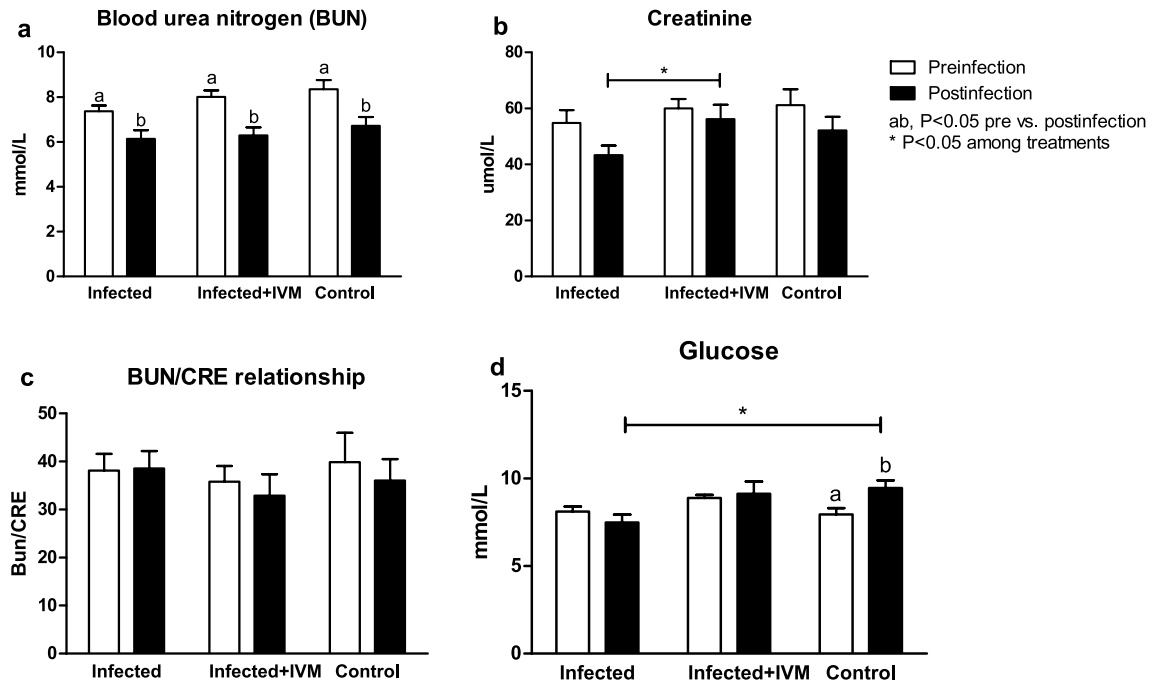 a
Blood urea nitrogen (BUN)
10
8
6
4
2
0
mmol/L
a
b
a
b
a
b
Infected
Infected+IVM
Control
b
Creatinine
80
60
40
20
0
umol/L
*
Infected
Infected+IVM
Control
Preinfection
Postinfection
ab, P<0.05 pre vs. postinfection
* P<0.05 among treatments
c
BUN/CRE relationship
50
40
30
20
10
0
Bun/CRE
Infected
Infected+IVM
Control
d
Glucose
15
10
5
0
mmol/L
*
a
b
Infected
Infected+IVM
Control